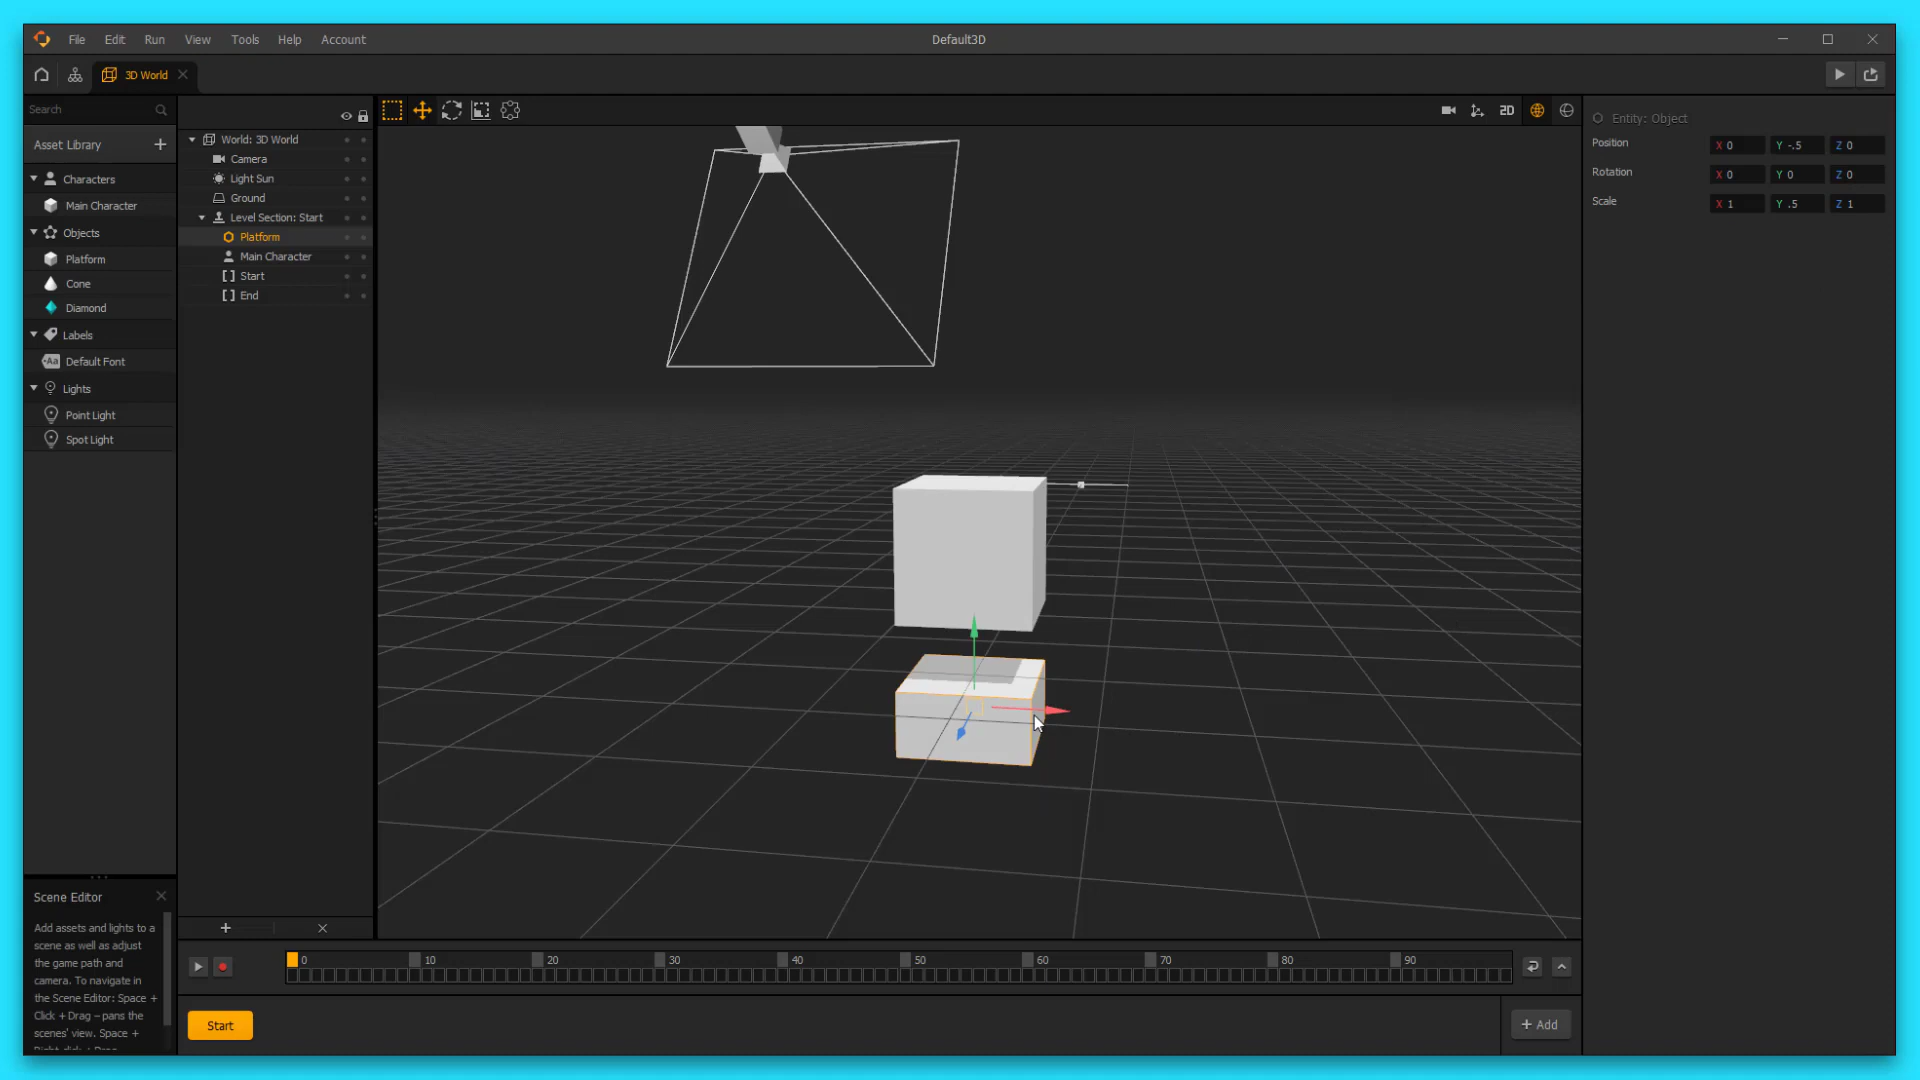 File Edit Run View Tools Help Account
Default3D
3D World
Search
Asset Library
Characters
Main Character
Objects
Platform
Cone
Diamond
Labels
Aa Default Font
Lights
Point Light
Spot Light
World: 3D World
Camera
Light Sun
Ground
Level Section: Start
Platform
Main Character
Start
End
2D
Entity: Object
Position X 0 Y -.5 Z 0
Rotation X 0 Y 0 Z 0
Scale X 1 Y .5 Z 1
Scene Editor
Add assets and lights to a
scene as well as adjust
the game path and
camera. To navigate in
the Scene Editor: Space +
Click + Drag – pans the
scenes' view. Space +
Right click + Drag
0 10 20 30 40 50 60 70 80 90
Start
+ Add